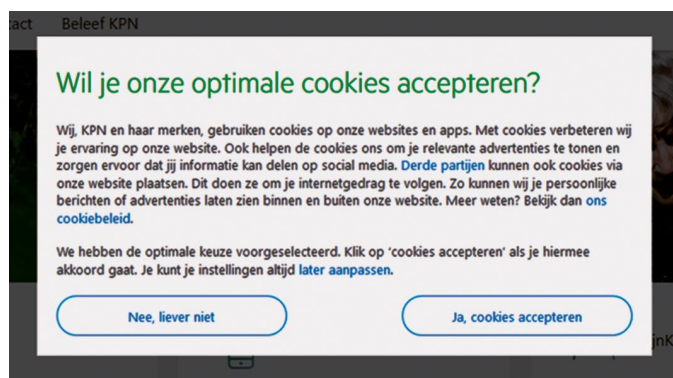 tact Beleef KPN
Wil je onze optimale cookies accepteren?
Wij, KPN en haar merken, gebruiken cookies op onze websites en apps. Met cookies verbeteren wij
je ervaring op onze website. Ook helpen de cookies ons om je relevante advertenties te tonen en
zorgen ervoor dat jij informatie kan delen op social media. Derde partijen kunnen ook cookies via
onze website plaatsen. Dit doen ze om je internetgedrag te volgen. Zo kunnen wij je persoonlijke
berichten of advertenties laten zien binnen en buiten onze website. Meer weten? Bekijk dan ons
cookiebeleid.
We hebben de optimale keuze voorgeselecteerd. Klik op ‘cookies accepteren’ als je hiermee
akkoord gaat. Je kunt je instellingen altijd later aanpassen.
Nee, liever niet
Ja, cookies accepteren